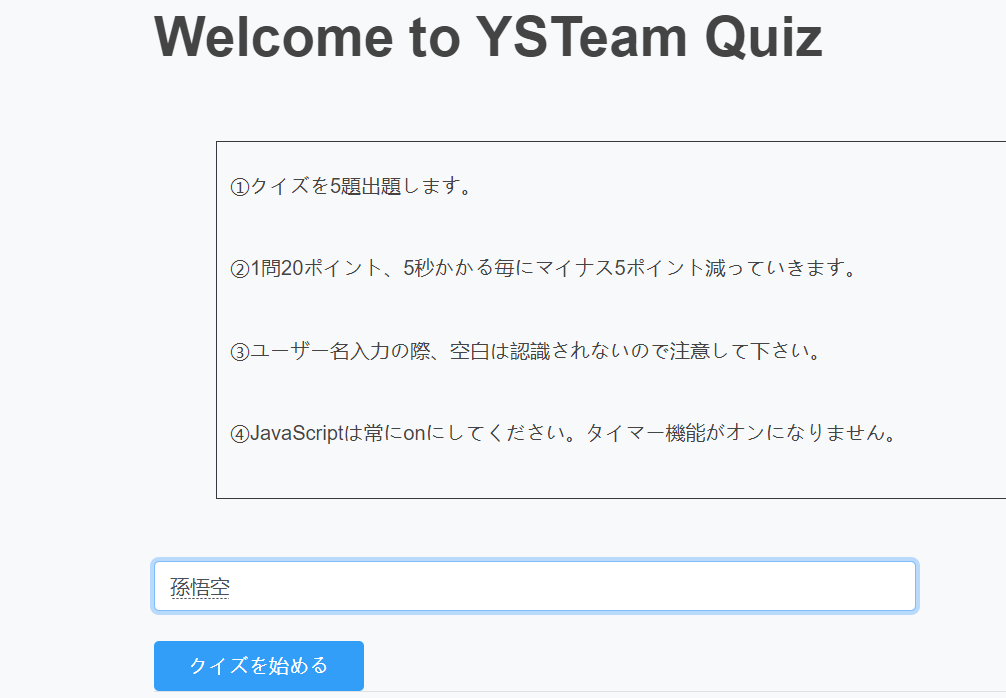 Welcome to YSTeam Quiz
①クイズを5題出題します。
②1問20ポイント、5秒かかる毎にマイナス5ポイント減っていきます。
③ユーザー名入力の際、空白は認識されないので注意して下さい。
④JavaScriptは常にonにしてください。タイマー機能がオンになりません。
孫悟空
クイズを始める